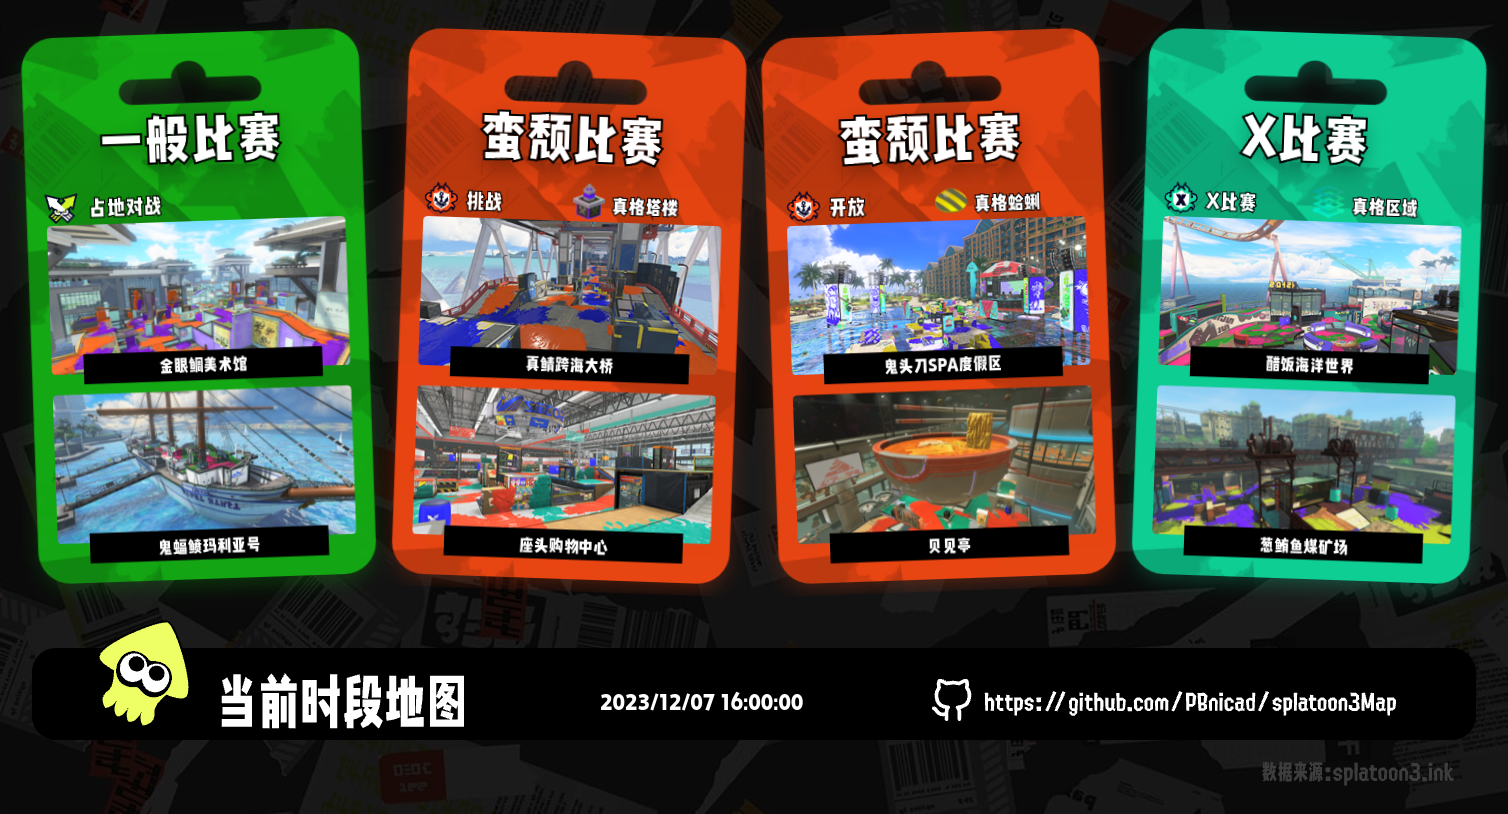 一般比赛
占地对战
金眼鲷美术馆
鬼蝠鲼玛利亚号
蛮颓比赛
挑战
真格塔楼
真鲭跨海大桥
座头购物中心
蛮颓比赛
开放
真格蛤蜊
鬼头刀SPA度假区
贝贝亭
X比赛
X比赛
真格区域
醋饭海洋世界
葱鲔鱼煤矿场
当前时段地图
2023/12/07 16:00:00
https://github.com/PBnicad/splatoon3Map
数据来源:splatoon3.ink